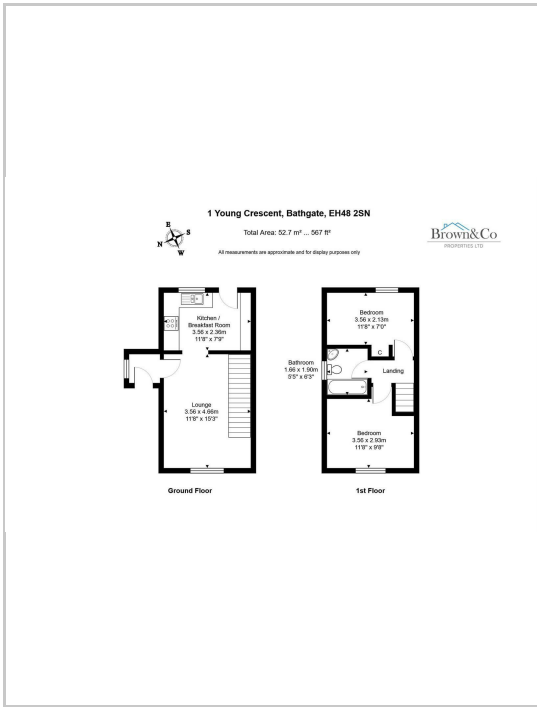 1 Young Crescent, Bathgate, EH48 2SN
Total Area: 52.7 m² ... 567 ft²
All measurements are approximate and for display purposes only
E
S
N
W
Brown&Co
PROPERTIES LTD
Kitchen /
Breakfast Room
3.56 x 2.36m
11'8" x 7'9"
Lounge
3.56 x 4.66m
11'8" x 15'3"
Ground Floor
Bedroom
3.56 x 2.13m
11'8" x 7'0"
Bathroom
1.66 x 1.90m
5'5" x 6'3"
C
Landing
Bedroom
3.56 x 2.93m
11'8" x 9'8"
1st Floor